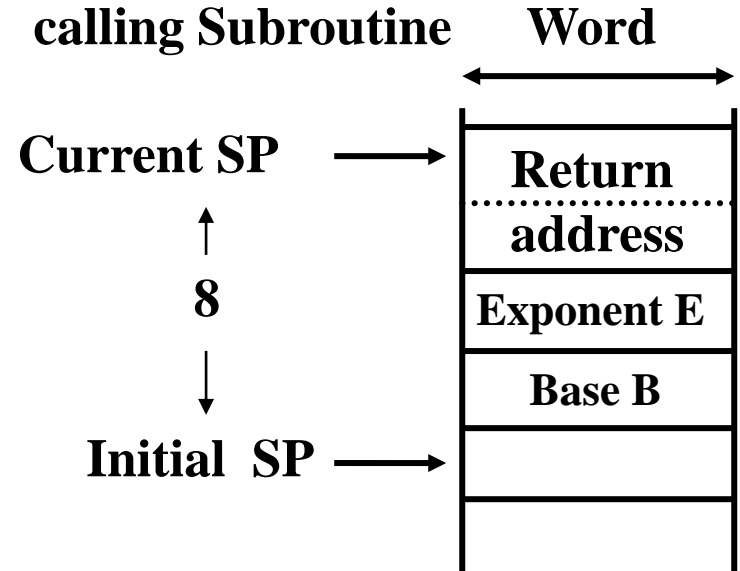 calling Subroutine Word
Current SP
Return
address
8
Exponent E
Base B
Initial SP